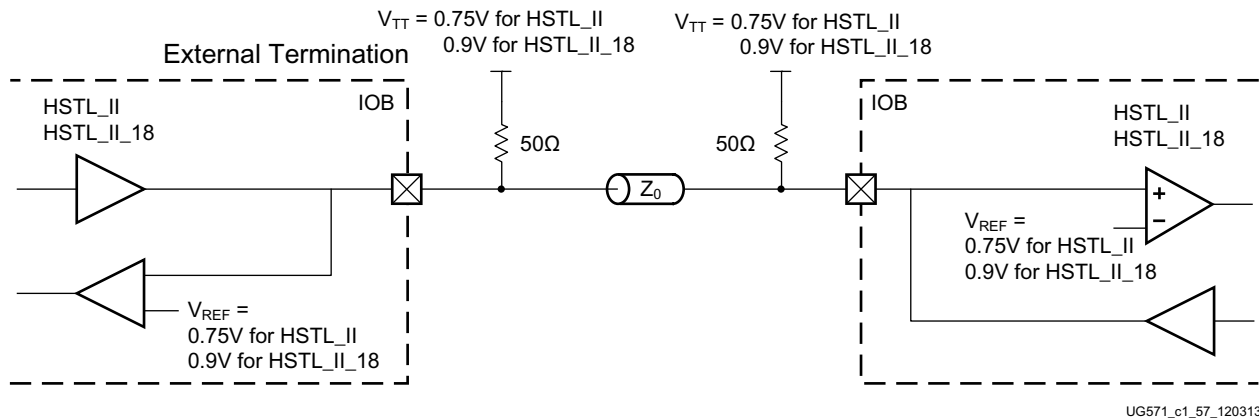 V_TT = 0.75V for HSTL_II
0.9V for HSTL_II_18
V_TT = 0.75V for HSTL_II
0.9V for HSTL_II_18
External Termination
IOB
HSTL_II
HSTL_II_18
50Ω
Z_0
50Ω
IOB
HSTL_II
HSTL_II_18
+
–
V_REF =
0.75V for HSTL_II
0.9V for HSTL_II_18
V_REF =
0.75V for HSTL_II
0.9V for HSTL_II_18
UG571_c1_57_120313